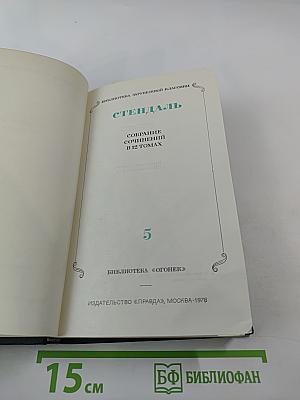 БИБЛИОТЕКА ЗАРУБЕЖНОЙ КЛАССИКИ
СТЕНДАЛЬ
СОБРАНИЕ
СОЧИНЕНИЙ
В 12 ТОМАХ
5
БИБЛИОТЕКА «ОГОНЕК»
ИЗДАТЕЛЬСТВО «ПРАВДА», МОСКВА·1978
15 см
БФ БИБЛИОФАН